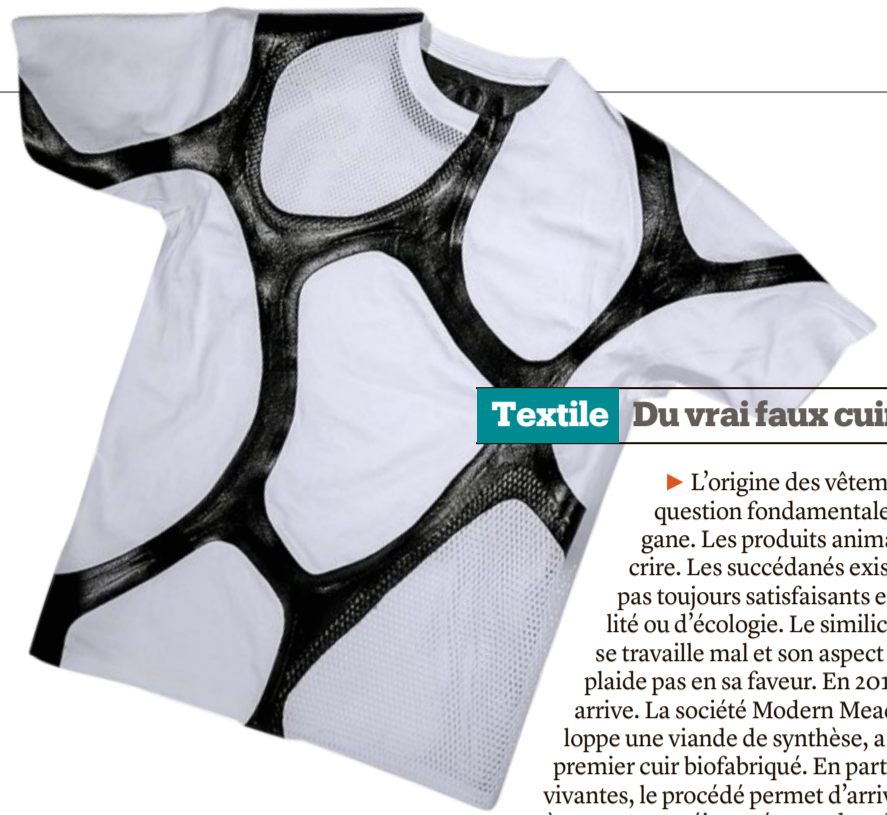 ZOA
Textile Du vrai faux cuir
► L'origine des vêtem
question fondamentale
gane. Les produits anima
crire. Les succédanés exis
pas toujours satisfaisants e
lité ou d'écologie. Le simili
se travaille mal et son aspect
plaide pas en sa faveur. En 201
arrive. La société Modern Mea
loppe une viande de synthèse, a
premier cuir biofabriqué. En part
vivantes, le procédé permet d'arriv